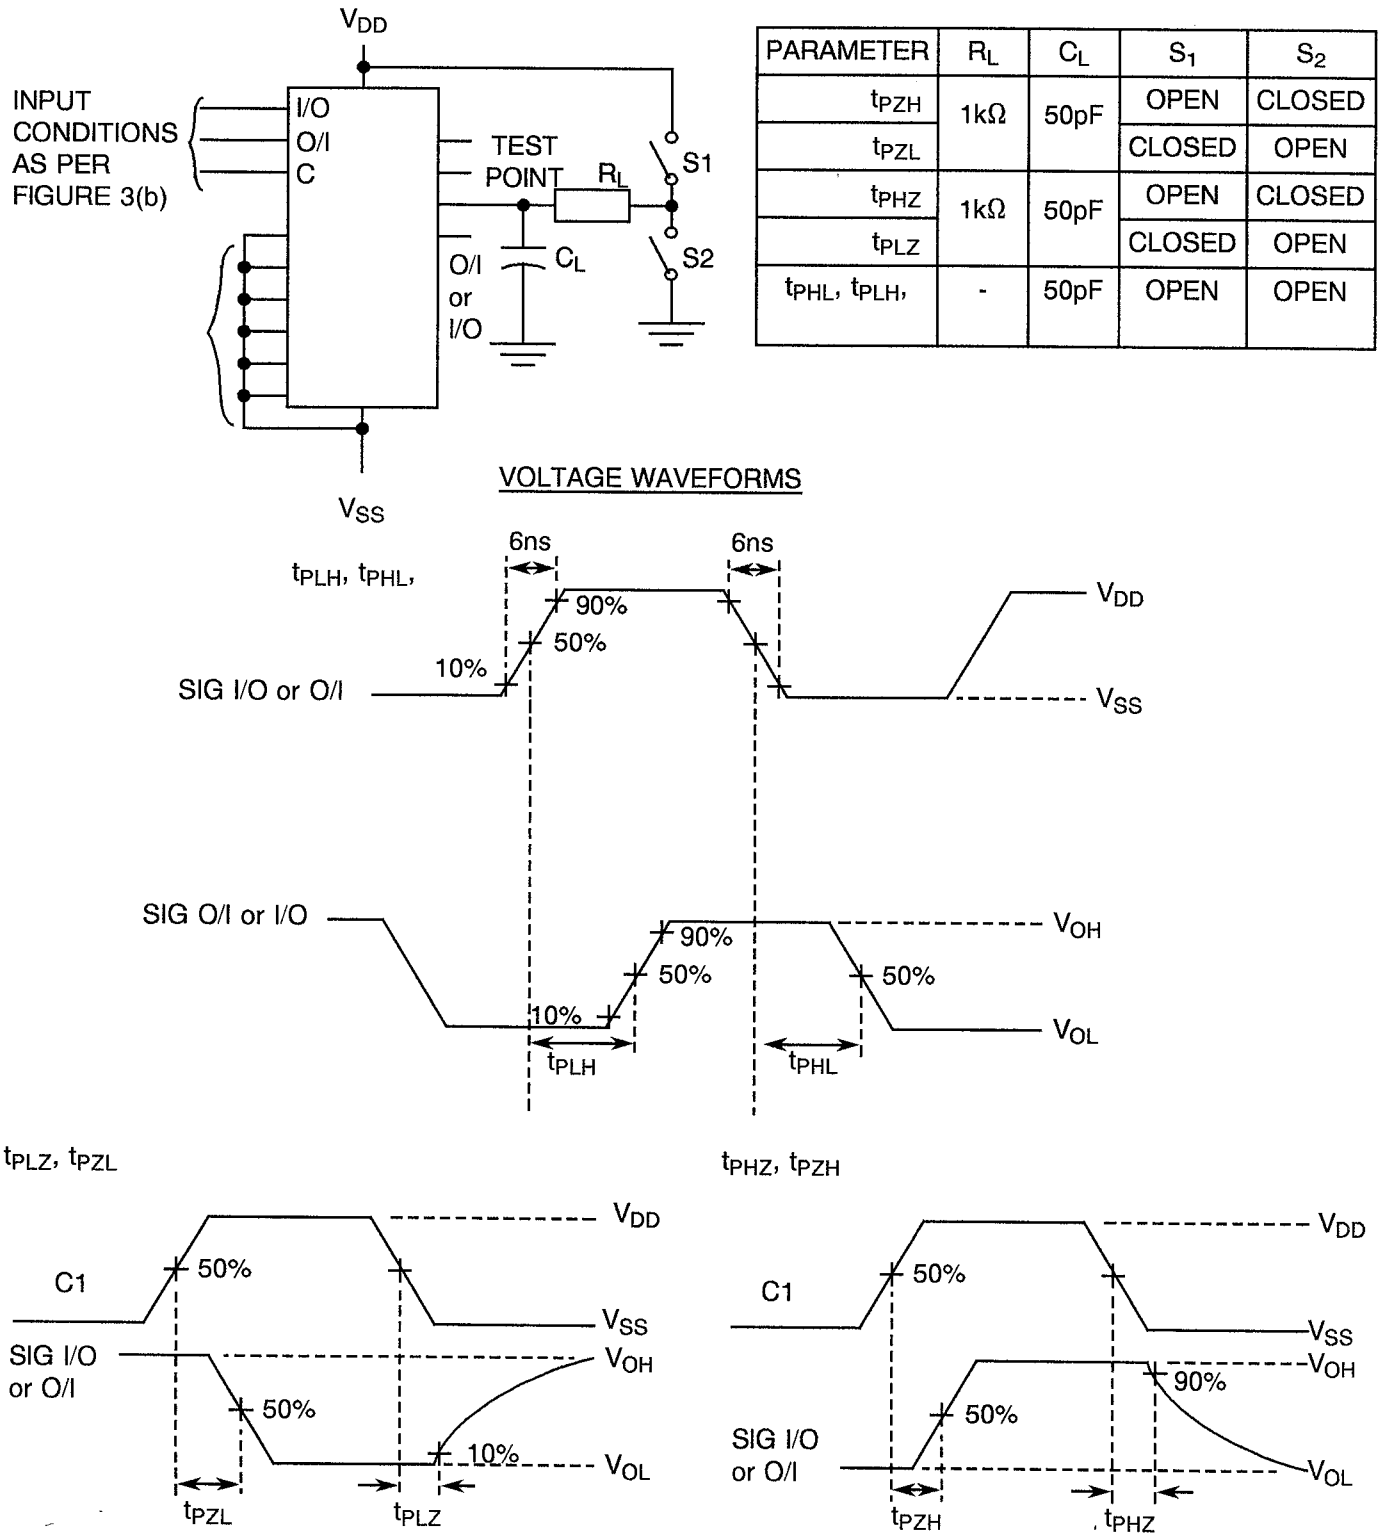 VDD
INPUT
CONDITIONS
AS PER
FIGURE 3(b)
I/O
O/I
C
TEST
POINT
RL
S1
S2
CL
O/I
or
I/O
VSS
PARAMETER RL CL S1 S2
tPZH 1kΩ 50pF OPEN CLOSED
tPZL CLOSED OPEN
tPHZ 1kΩ 50pF OPEN CLOSED
tPLZ CLOSED OPEN
tPHL, tPLH, - 50pF OPEN OPEN
VOLTAGE WAVEFORMS
tPLH, tPHL,
6ns
6ns
90%
50%
10%
SIG I/O or O/I
VDD
VSS
SIG O/I or I/O
90%
50%
10%
50%
VOH
VOL
tPLH
tPHL
tPLZ, tPZL
C1
50%
VDD
VSS
SIG I/O
or O/I
50%
10%
VOH
VOL
tPZL
tPLZ
tPHZ, tPZH
C1
50%
VDD
VSS
SIG I/O
or O/I
50%
90%
VOH
VOL
tPZH
tPHZ